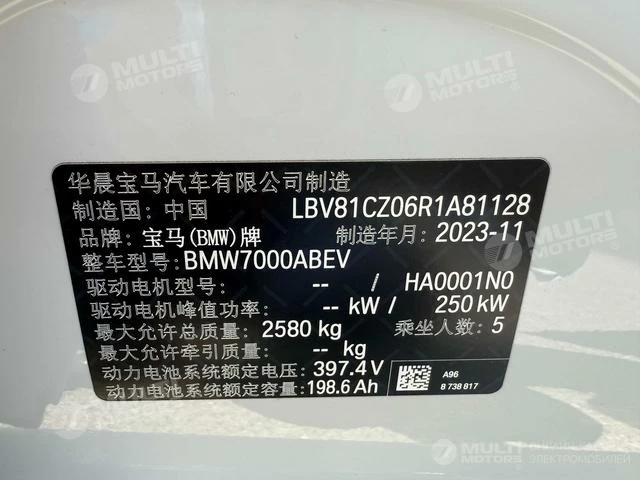 MULTI
MOTORS
MULTI
MOTORS
华晨宝马汽车有限公司制造
制造国: 中国 LBV81CZ06R1A81128
品牌: 宝马(BMW)牌 制造年月: 2023-11
整车型号: BMW7000ABEV
驱动电机型号: -- / HA0001N0
驱动电机峰值功率: -- kW / 250 kW
最大允许总质量: 2580 kg 乘坐人数: 5
最大允许牵引质量: -- kg
动力电池系统额定电压: 397.4 V
动力电池系统额定容量: 198.6 Ah
A96
8 738 817
MULTI
MOTORS
ЭЛЕКТРОМОБИЛЕЙ